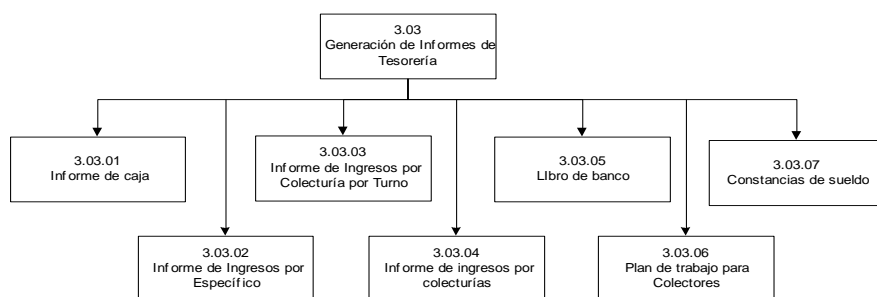 3.03
Generación de Informes de
Tesorería
3.03.01
Informe de caja
3.03.03
Informe de Ingresos por
Colecturía por Turno
3.03.05
LIbro de banco
3.03.07
Constancias de sueldo
3.03.02
Informe de Ingresos por
Específico
3.03.04
Informe de ingresos por
colecturías
3.03.06
Plan de trabajo para
Colectores